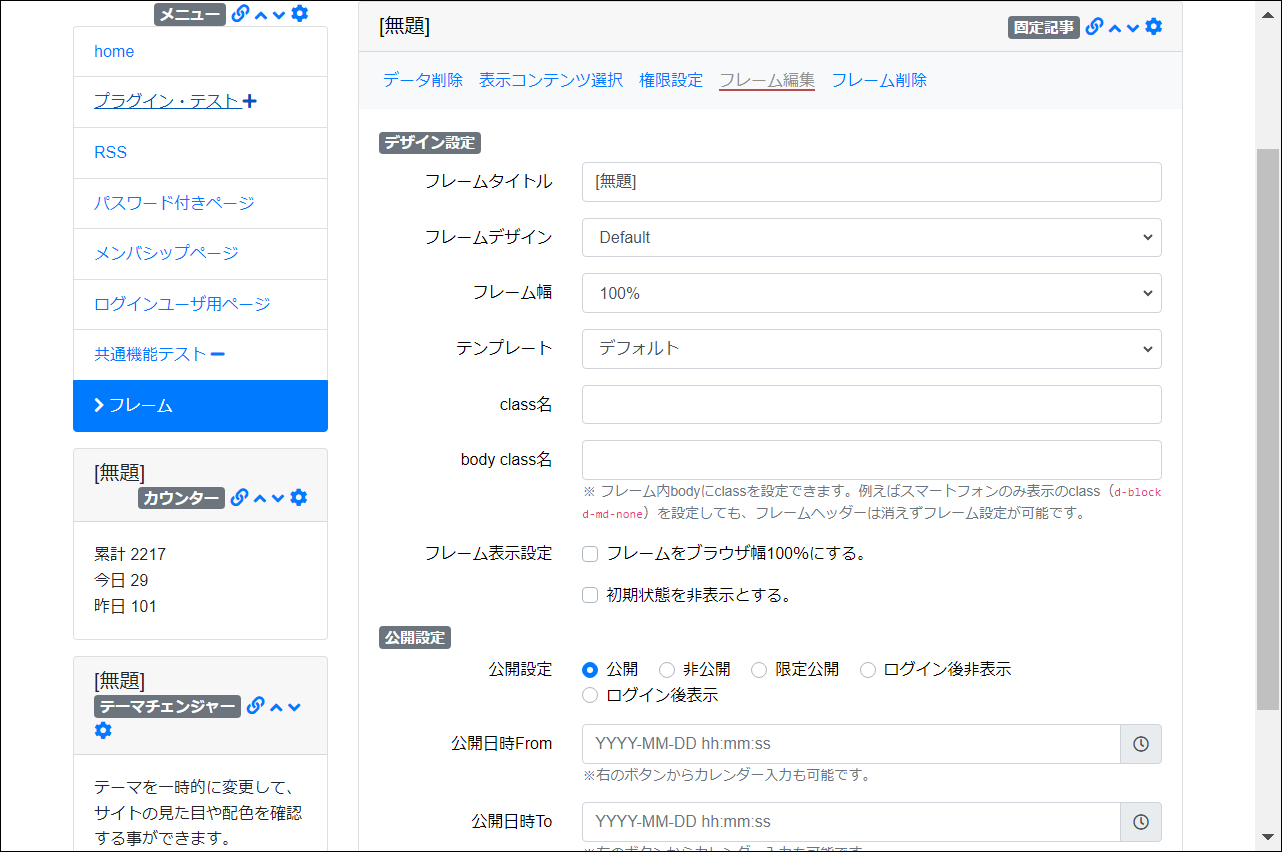 メニュー
home
プラグイン・テスト
RSS
パスワード付きページ
メンバシップページ
ログインユーザ用ページ
共通機能テスト
フレーム
[無題]
カウンター
累計 2217
今日 29
昨日 101
[無題]
テーマチェンジャー
テーマを一時的に変更して、
サイトの見た目や配色を確認
する事ができます。
[無題]
固定記事
データ削除 表示コンテンツ選択 権限設定 フレーム編集 フレーム削除
デザイン設定
フレームタイトル [無題]
フレームデザイン Default
フレーム幅 100%
テンプレート デフォルト
class名
body class名
※ フレーム内bodyにclassを設定できます。例えばスマートフォンのみ表示のclass（d-block
d-md-none）を設定しても、フレームヘッダーは消えずフレーム設定が可能です。
フレーム表示設定 フレームをブラウザ幅100%にする。
初期状態を非表示とする。
公開設定
公開設定 公開 非公開 限定公開 ログイン後非表示
ログイン後表示
公開日時From YYYY-MM-DD hh:mm:ss
※右のボタンからカレンダー入力も可能です。
公開日時To YYYY-MM-DD hh:mm:ss